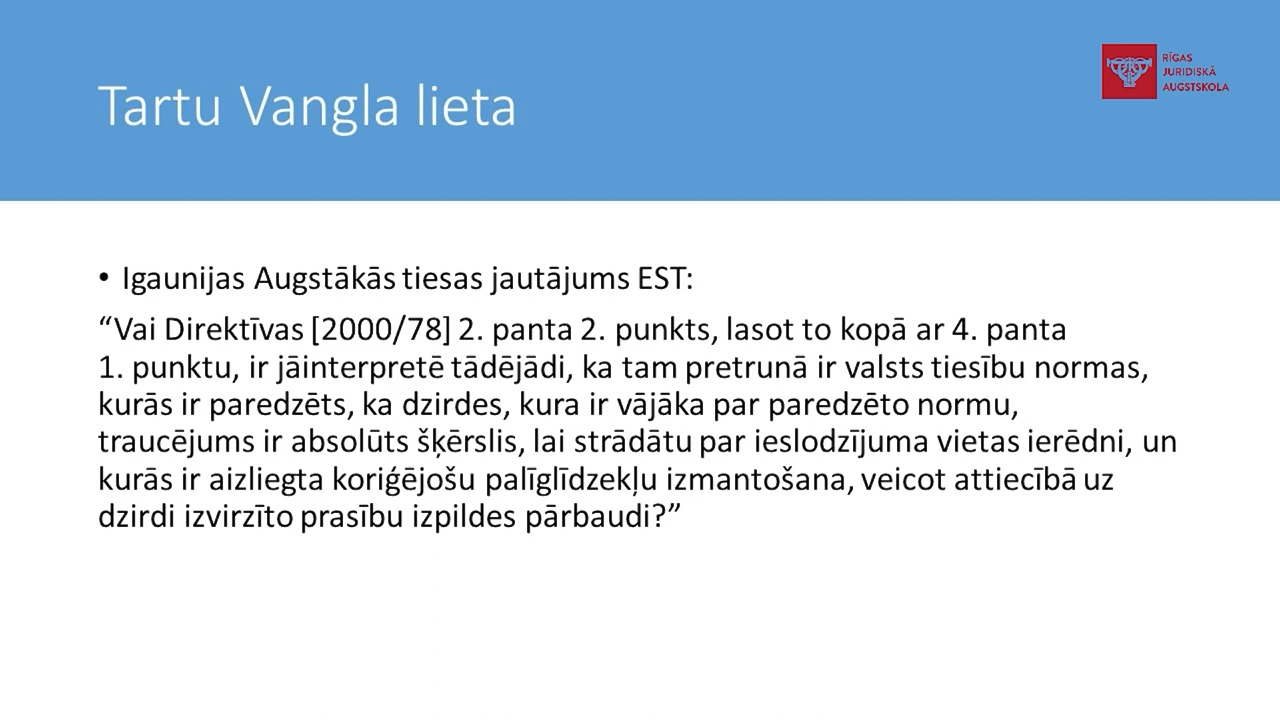 Tartu Vangla lieta
RĪGAS
JURIDISKĀ
AUGSTSKOLA
• Igaunijas Augstākās tiesas jautājums EST:
“Vai Direktīvas [2000/78] 2. panta 2. punkts, lasot to kopā ar 4. panta
1. punktu, ir jāinterpretē tādējādi, ka tam pretrunā ir valsts tiesību normas,
kurās ir paredzēts, ka dzirdes, kura ir vājāka par paredzēto normu,
traucējums ir absolūts šķērslis, lai strādātu par ieslodzījuma vietas ierēdni, un
kurās ir aizliegta koriģējošu palīglīdzekļu izmantošana, veicot attiecībā uz
dzirdi izvirzīto prasību izpildes pārbaudi?”